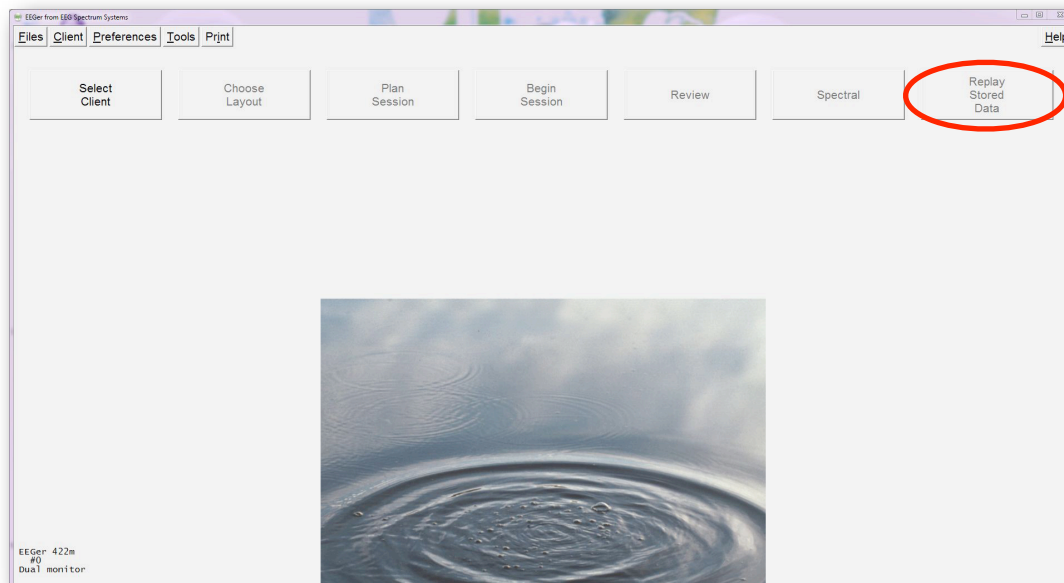 EEGer from EEG Spectrum Systems
Files Client Preferences Tools Print Help
Select
Client
Choose
Layout
Plan
Session
Begin
Session
Review
Spectral
Replay
Stored
Data
EEGer 422m
#0
Dual monitor